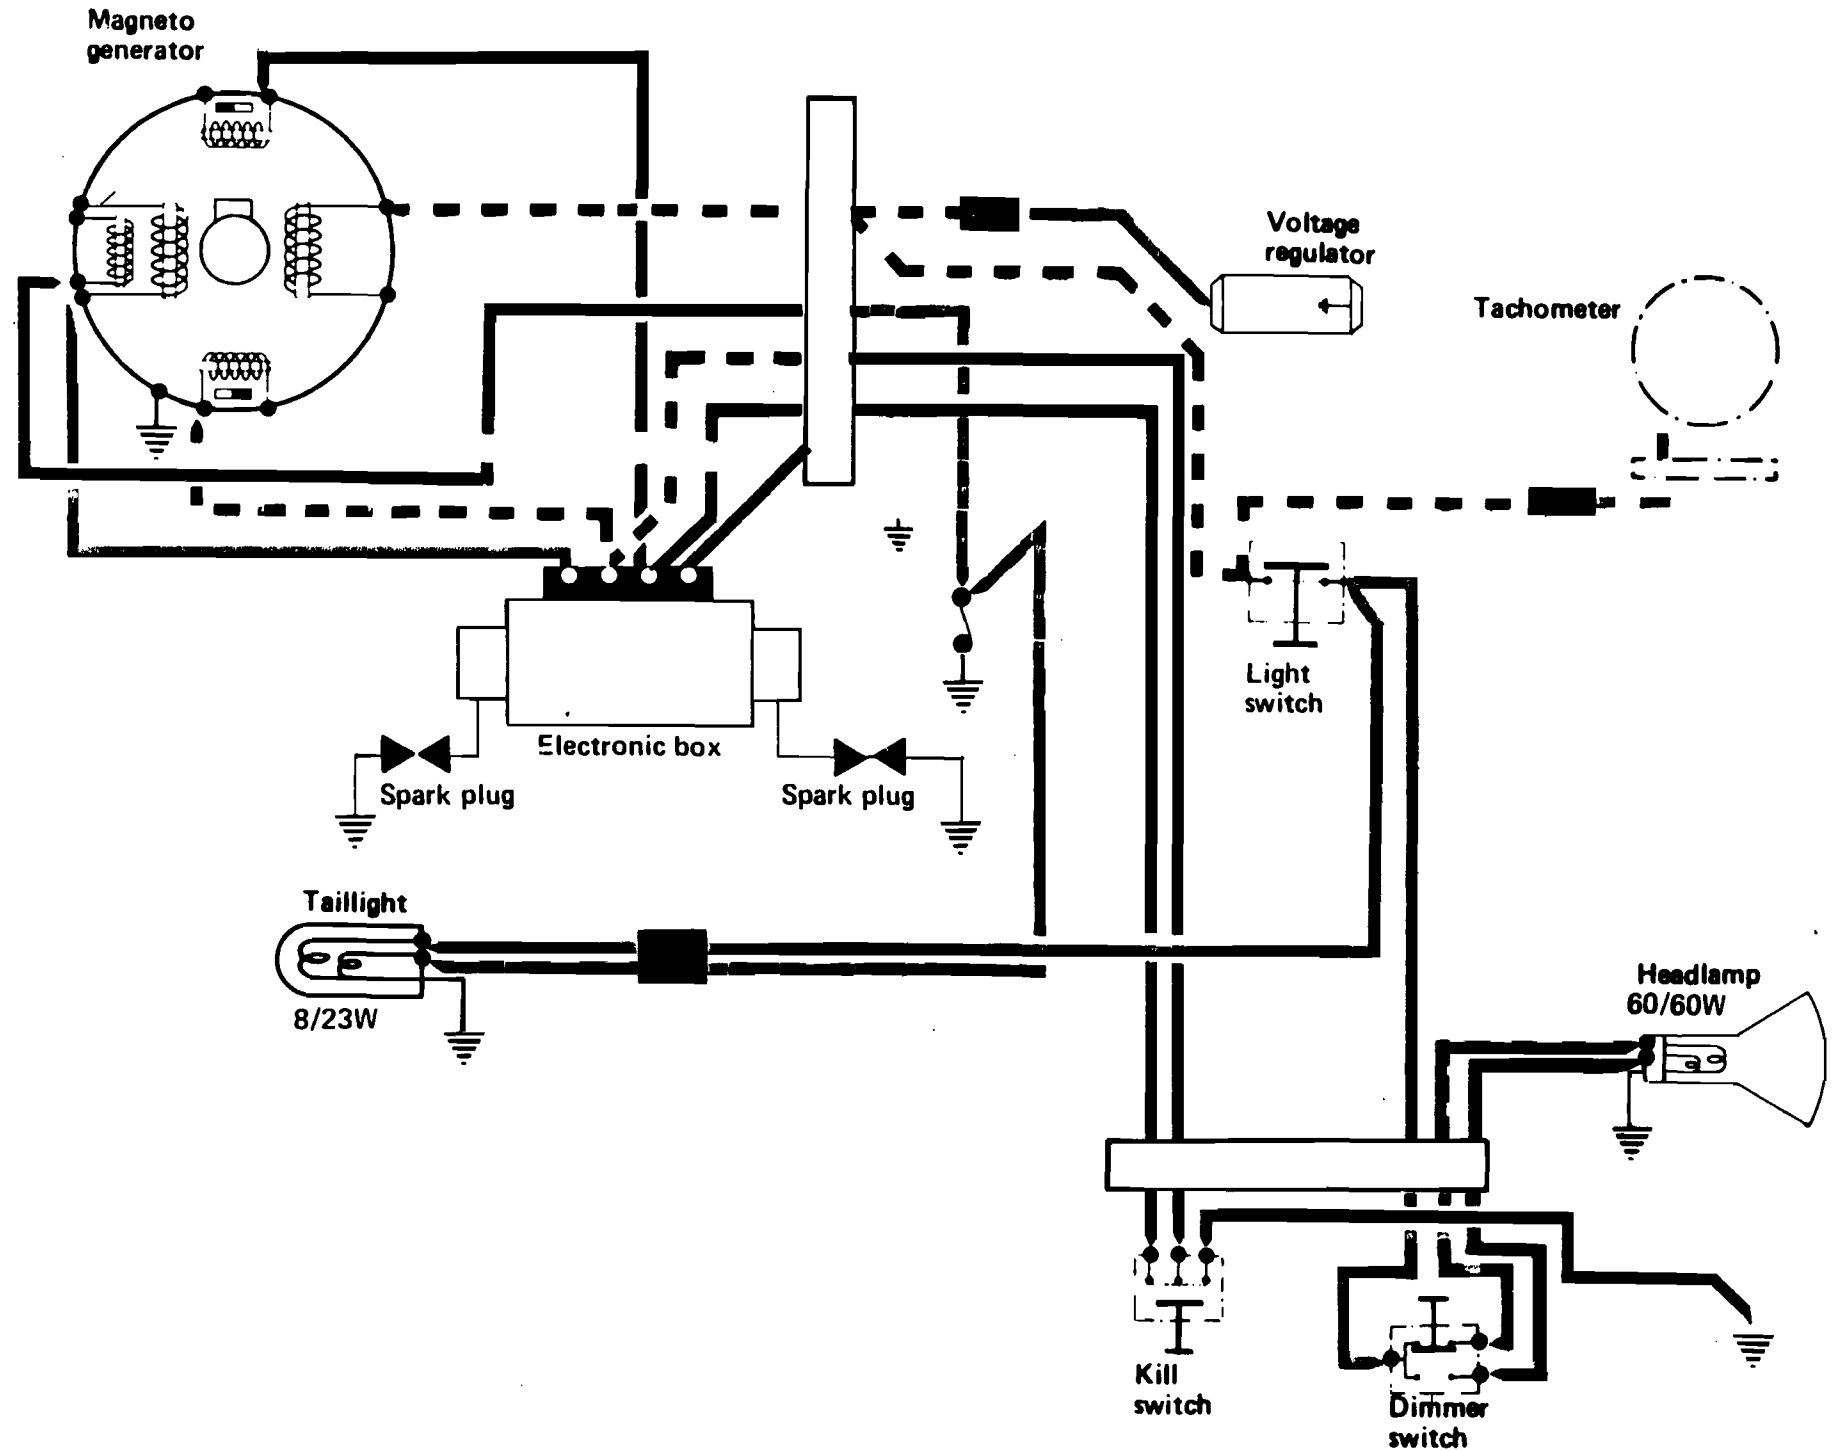 Magneto
generator
Voltage
regulator
Tachometer
Light
switch
Electronic box
Spark plug
Spark plug
Taillight
8/23W
Headlamp
60/60W
Kill
switch
Dimmer
switch